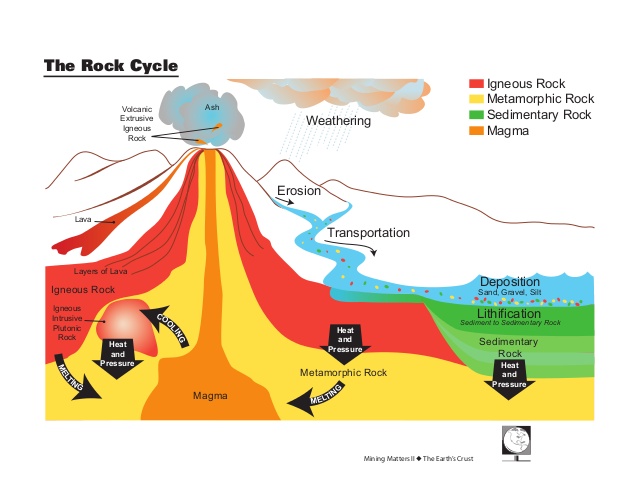 The Rock Cycle
Volcanic
Extrusive
Igneous
Rock
Ash
Weathering
Igneous Rock
Metamorphic Rock
Sedimentary Rock
Magma
Erosion
Transportation
Lava
Layers of Lava
Igneous Rock
Igneous
Intrusive
Plutonic
Rock
COOLING
Heat
and
Pressure
MELTING
Magma
Heat
and
Pressure
Metamorphic Rock
MELTING
Deposition
Sand, Gravel, Silt
Lithification
Sediment to Sedimentary Rock
Sedimentary
Rock
Heat
and
Pressure
Mining Matters II ◆ The Earth's Crust